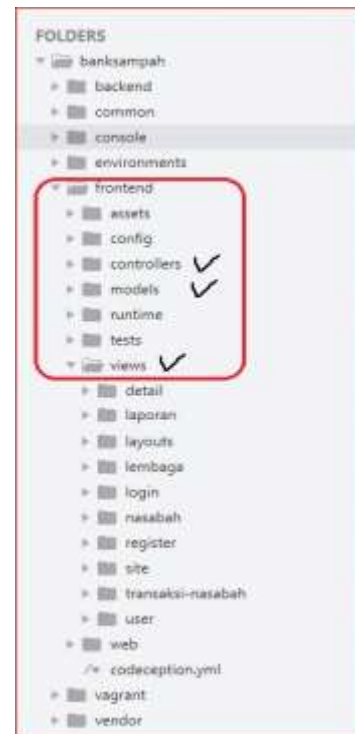 FOLDERS
banksampah
backend
common
console
environments
frontend
assets
config
controllers
models
runtime
tests
views
detail
laporan
layouts
lembaga
login
nasabah
register
site
transaksi-nasabah
user
web
/* codeception.yml
vagrant
vendor